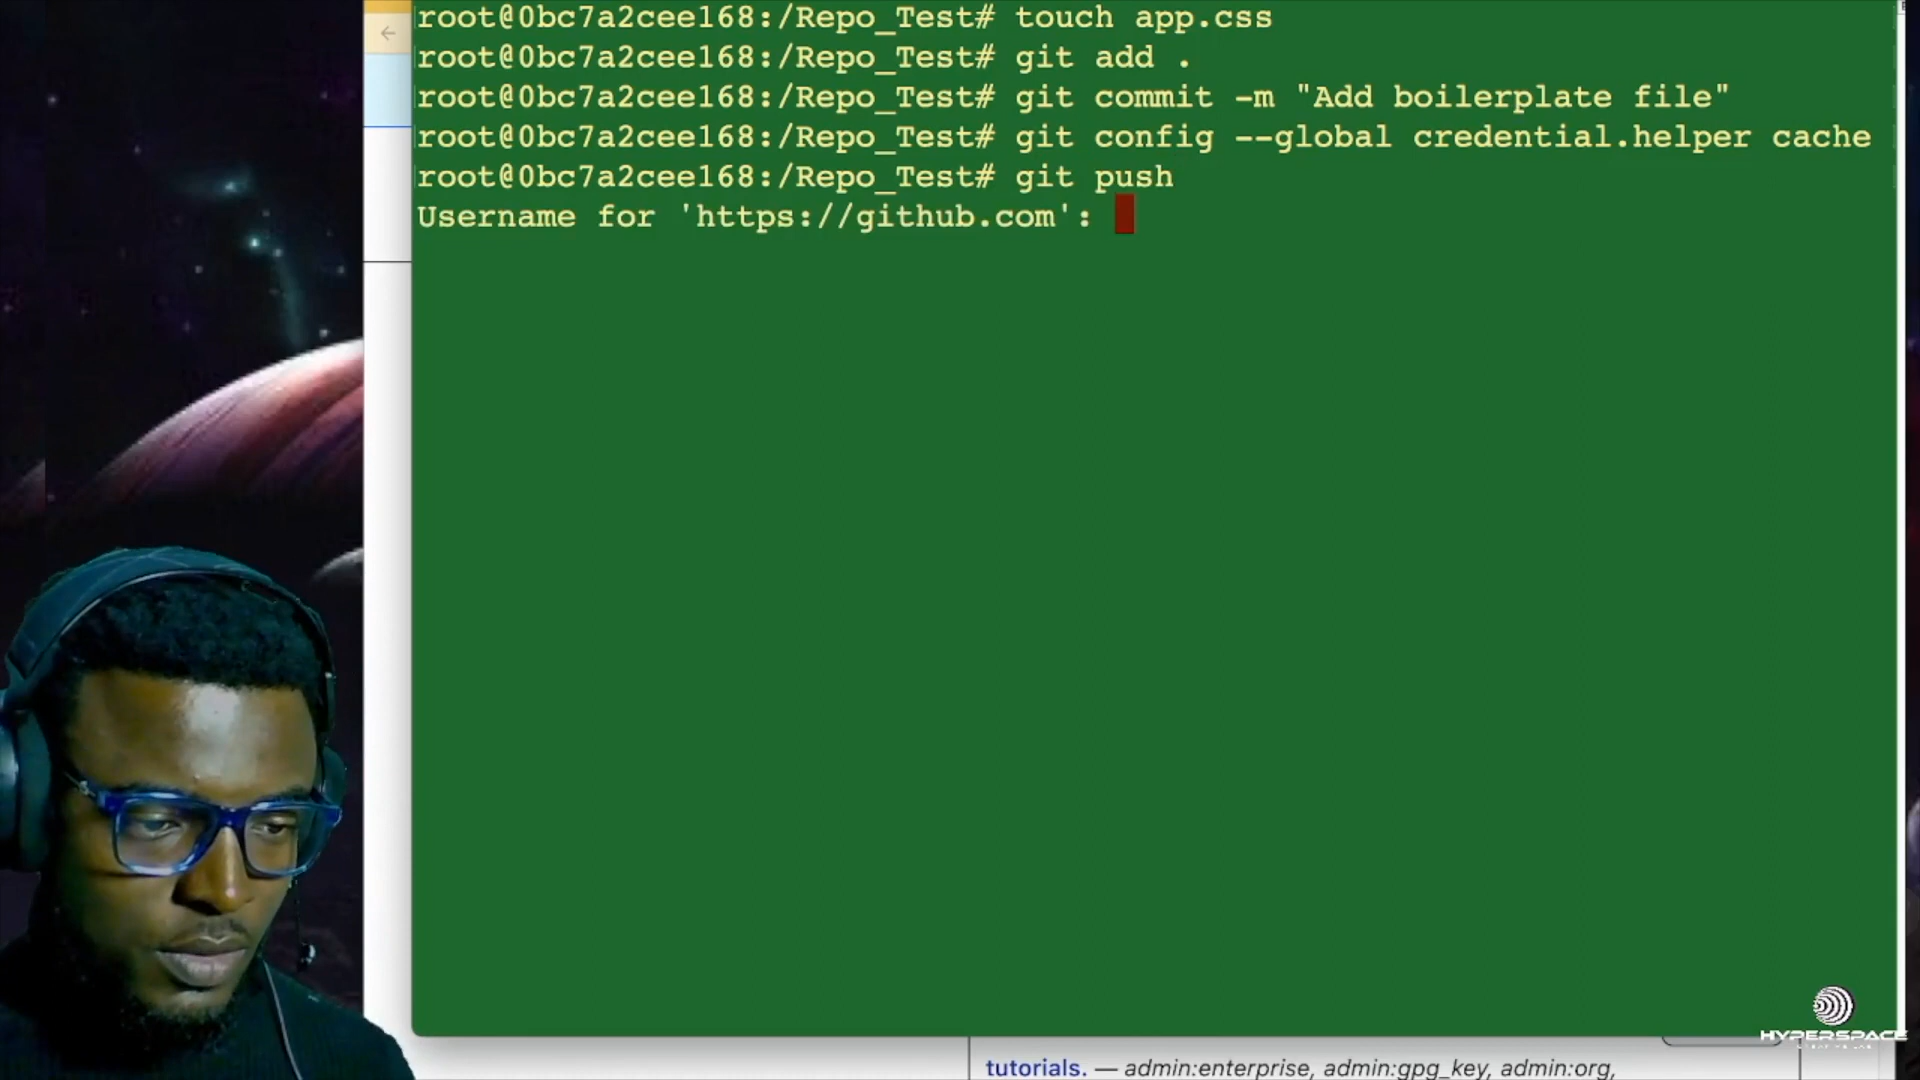 root@0bc7a2cee168:/Repo_Test# touch app.css
root@0bc7a2cee168:/Repo_Test# git add .
root@0bc7a2cee168:/Repo_Test# git commit -m "Add boilerplate file"
root@0bc7a2cee168:/Repo_Test# git config --global credential.helper cache
root@0bc7a2cee168:/Repo_Test# git push
Username for 'https://github.com':
HYPERSPACE
tutorials. — admin:enterprise, admin:gpg_key, admin:org,